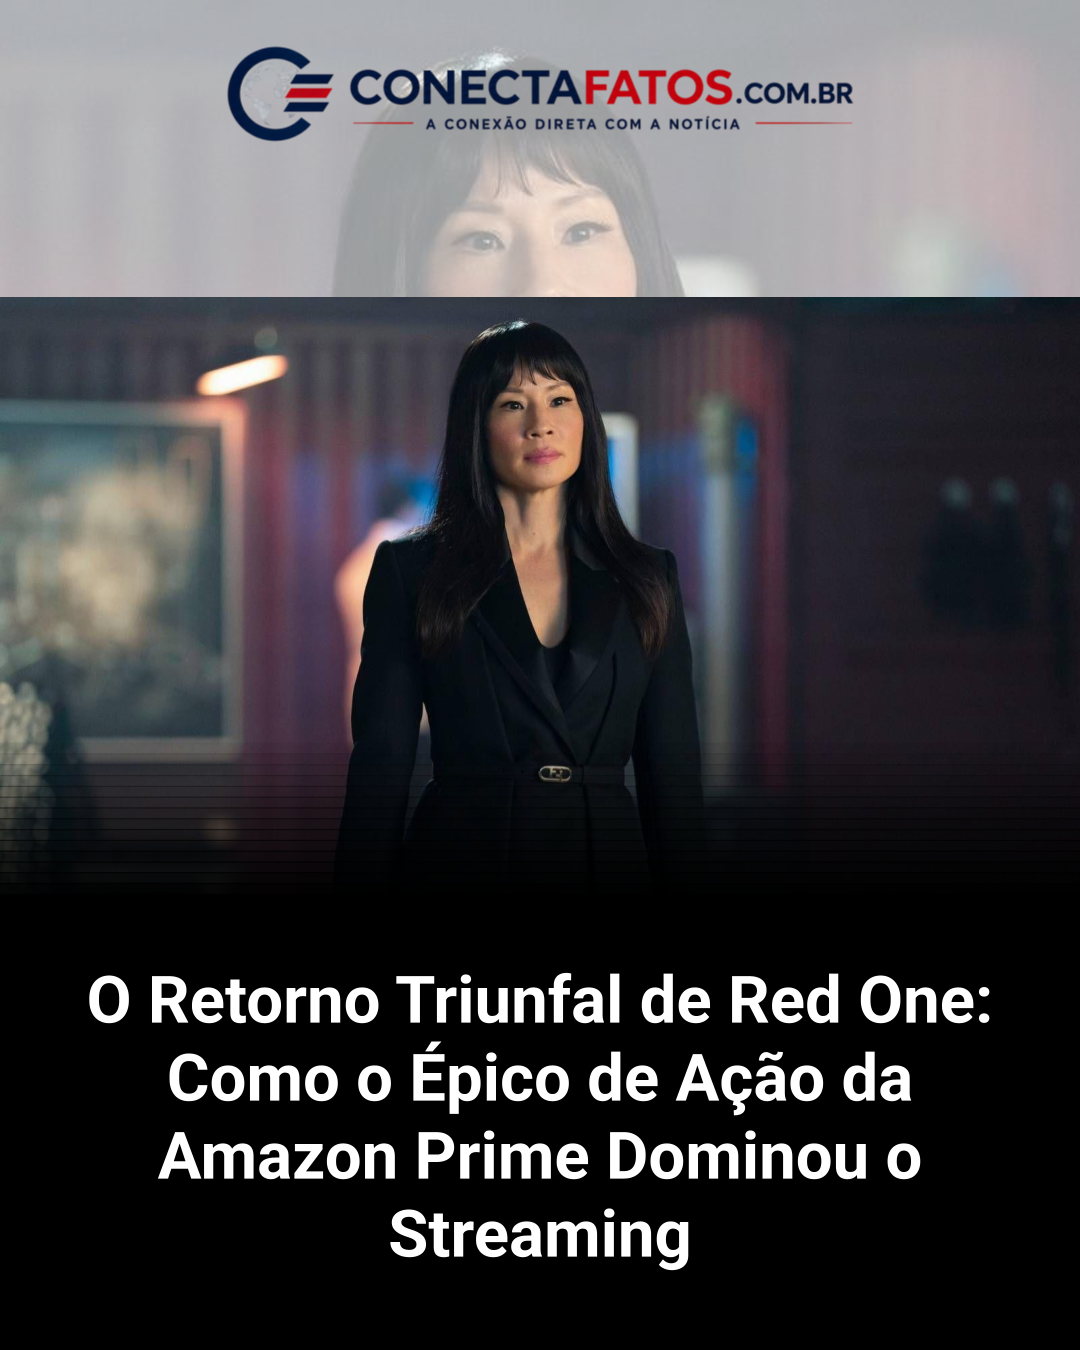 CONECTAFATOS.COM.BR
A CONEXÃO DIRETA COM A NOTÍCIA
O Retorno Triunfal de Red One:
Como o Épico de Ação da
Amazon Prime Dominou o
Streaming